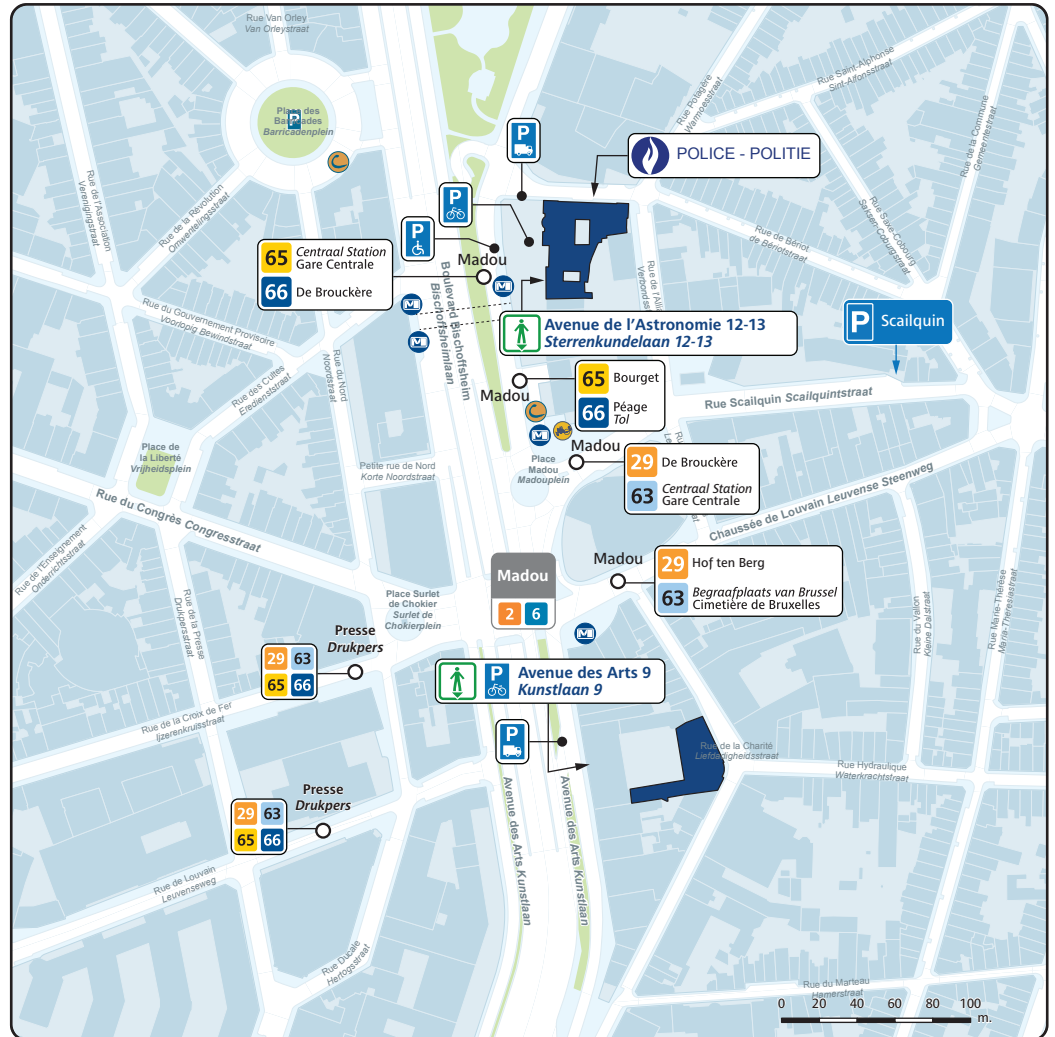 Rue Van Orley
Van Orleystraat
Rue Saint-Alphonse
Sint-Alfonsstraat
Rue Potagère
Warmoesstraat
Rue de la Commune
Gemeentestraat
Place des
Barricades
Barricadenplein
P
P
POLICE - POLITIE
Rue de l'Association
Verenigingstraat
Rue de la Révolution
Omwentelingsstraat
P
P
Rue de Bériot
de Bériotstraat
Rue Saxe-Cobourg
Saksen-Coburgstraat
65 Centraal Station
Gare Centrale
66 De Brouckère
Madou
Boulevard Bischoffsheim
Bischoffsheimlaan
M
M
M
Rue de l'Alli
Verbondss
Rue du Gouvernement Provisoire
Voorlopig Bewindstraat
Avenue de l'Astronomie 12-13
Sterrenkundelaan 12-13
P Scailquin
Rue du Nord
Noordstraat
Rue des Cultes
Eredienststraat
Madou
65 Bourget
66 Péage
Tol
M
Rue Scailquin Scailquintstraat
Place de
la Liberté
Vrijheidsplein
Petite rue de Nord
Korte Noordstraat
Place
Madou
Madouplein
Madou
29 De Brouckère
63 Centraal Station
Gare Centrale
Chaussée de Louvain Leuvense Steenweg
Rue du Congrès Congresstraat
Rue de l'Enseignement
Onderrichtsstraat
Rue de la Presse
Drukpersstraat
Place Surlet
de Chokier
Surlet de
Chokierplein
Madou
2 6
Madou
29 Hof ten Berg
63 Begraafplaats van Brussel
Cimetière de Bruxelles
M
Rue du Vallon
Kleine Dalstraat
Rue Marie-Thérèse
Maria-Theresiastraat
Presse
Drukpers
29 63
65 66
P Avenue des Arts 9
Kunstlaan 9
Rue de la Croix de Fer
Ijzerenkruisstraat
P
Rue de la Charité
Liefdadigheidsstraat
Rue Hydraulique
Waterkrachtstraat
Presse
Drukpers
29 63
65 66
Avenue des Arts Kunstlaan
Avenue des Arts Kunstlaan
Rue de Louvain
Leuvenseweg
Rue Ducale
Hertogsstraat
Rue du Marteau
Hamerstraat
0 20 40 60 80 100
m.